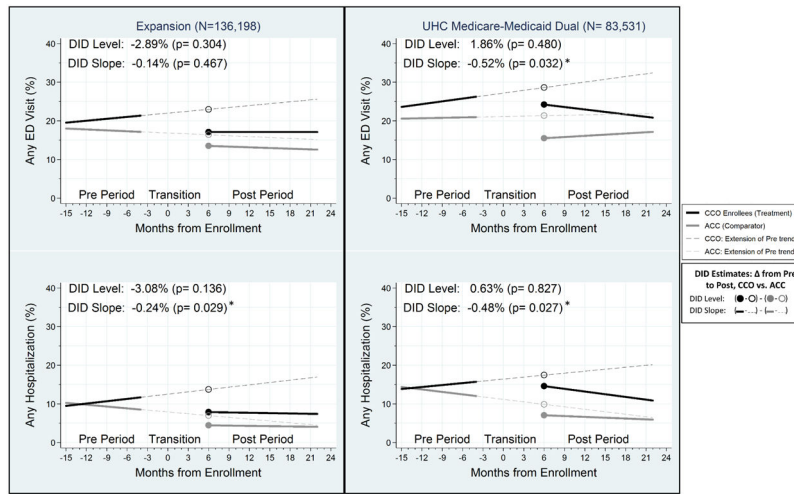 Expansion (N=136,198)
DID Level: -2.89% (p= 0.304)
DID Slope: -0.14% (p= 0.467)
Any ED Visit (%)
40
30
20
10
0
Pre Period Transition Post Period
-15 -12 -9 -6 -3 0 3 6 9 12 15 18 21 24
Months from Enrollment
UHC Medicare-Medicaid Dual (N= 83,531)
DID Level: 1.86% (p= 0.480)
DID Slope: -0.52% (p= 0.032) *
Any ED Visit (%)
40
30
20
10
0
Pre Period Transition Post Period
-15 -12 -9 -6 -3 0 3 6 9 12 15 18 21 24
Months from Enrollment
DID Level: -3.08% (p= 0.136)
DID Slope: -0.24% (p= 0.029) *
Any Hospitalization (%)
40
30
20
10
0
Pre Period Transition Post Period
-15 -12 -9 -6 -3 0 3 6 9 12 15 18 21 24
Months from Enrollment
DID Level: 0.63% (p= 0.827)
DID Slope: -0.48% (p= 0.027) *
Any Hospitalization (%)
40
30
20
10
0
Pre Period Transition Post Period
-15 -12 -9 -6 -3 0 3 6 9 12 15 18 21 24
Months from Enrollment
CCO Enrollees (Treatment)
ACC (Comparator)
CCO: Extension of Pre trend
ACC: Extension of Pre trend
DID Estimates: Δ from Pre
to Post, CCO vs. ACC
DID Level: (●-○) - (●-○)
DID Slope: (—-...) - (—-...)